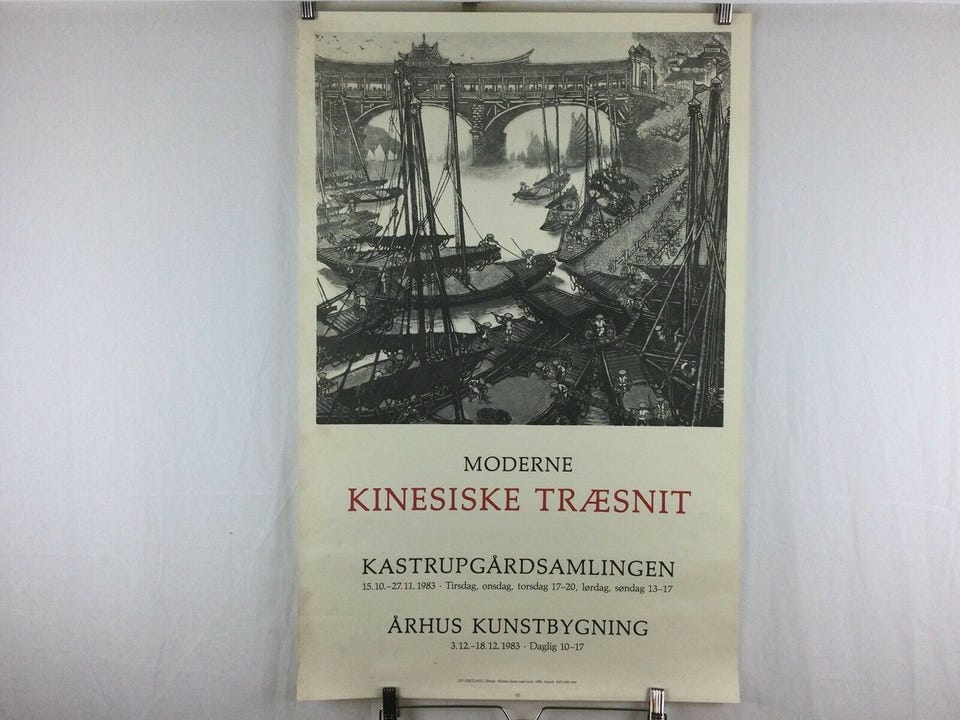 MODERNE
KINESISKE TRÆSNIT
KASTRUPGÅRDSAMLINGEN
15.10.–27.11.1983 · Tirsdag, onsdag, torsdag 17–20, lørdag, søndag 13–17
ÅRHUS KUNSTBYGNING
3.12.–18.12.1983 · Daglig 10–17